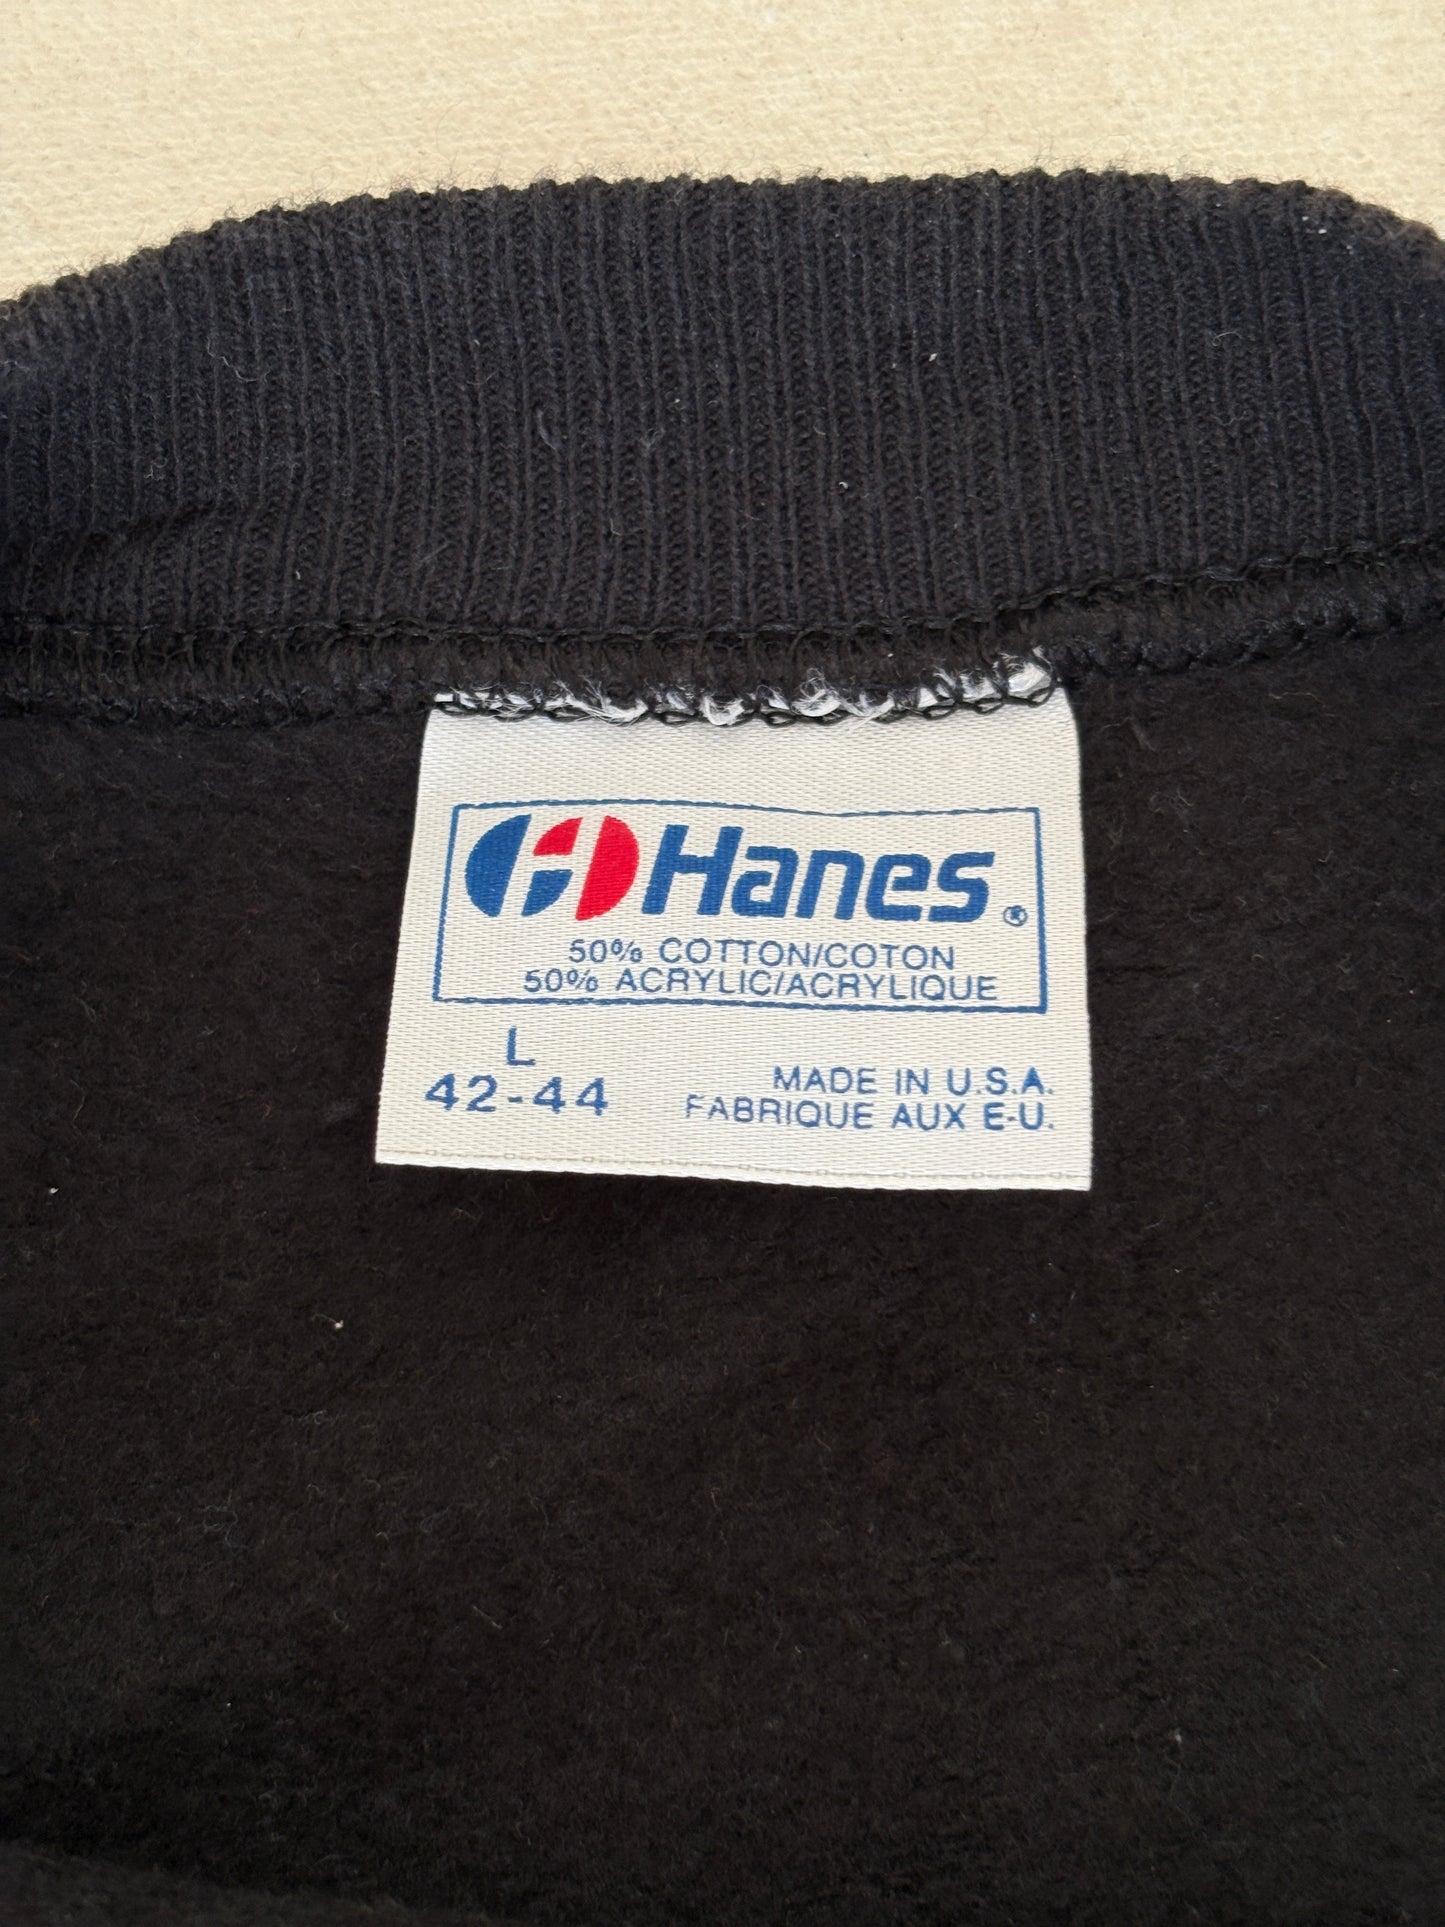 Hanes®
50% COTTON/COTON
50% ACRYLIC/ACRYLIQUE
L
42-44
MADE IN U.S.A.
FABRIQUE AUX E-U.